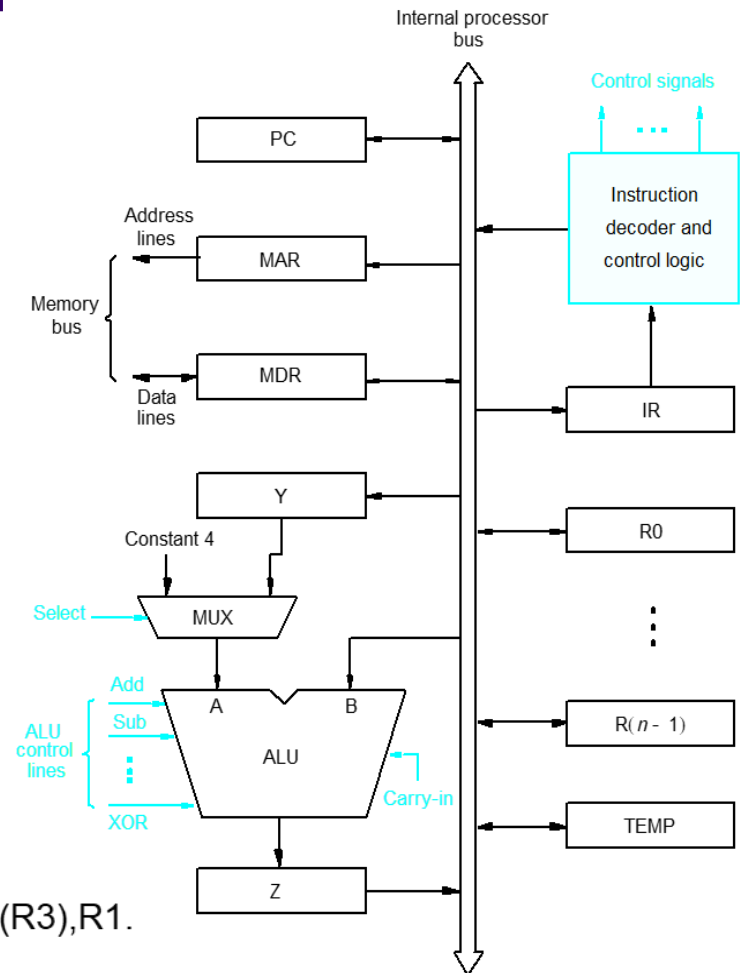 Internal processor
bus
Control signals
PC
Instruction
decoder and
control logic
Address
lines
MAR
Memory
bus
MDR
Data
lines
IR
Y
Constant 4
R0
Select
MUX
Add
A
B
R(n - 1)
ALU
control
lines
Sub
ALU
Carry-in
XOR
TEMP
Z
(R3),R1.